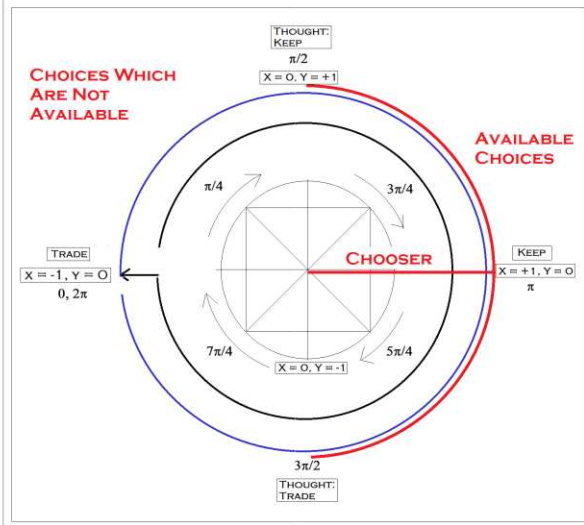 THOUGHT:
KEEP
π/2
X = 0, Y = +1
CHOICES WHICH
ARE NOT
AVAILABLE
AVAILABLE
CHOICES
π/4
3π/4
TRADE
X = -1, Y = 0
0, 2π
CHOOSER
KEEP
X = +1, Y = 0
π
7π/4
5π/4
X = 0, Y = -1
3π/2
THOUGHT:
TRADE